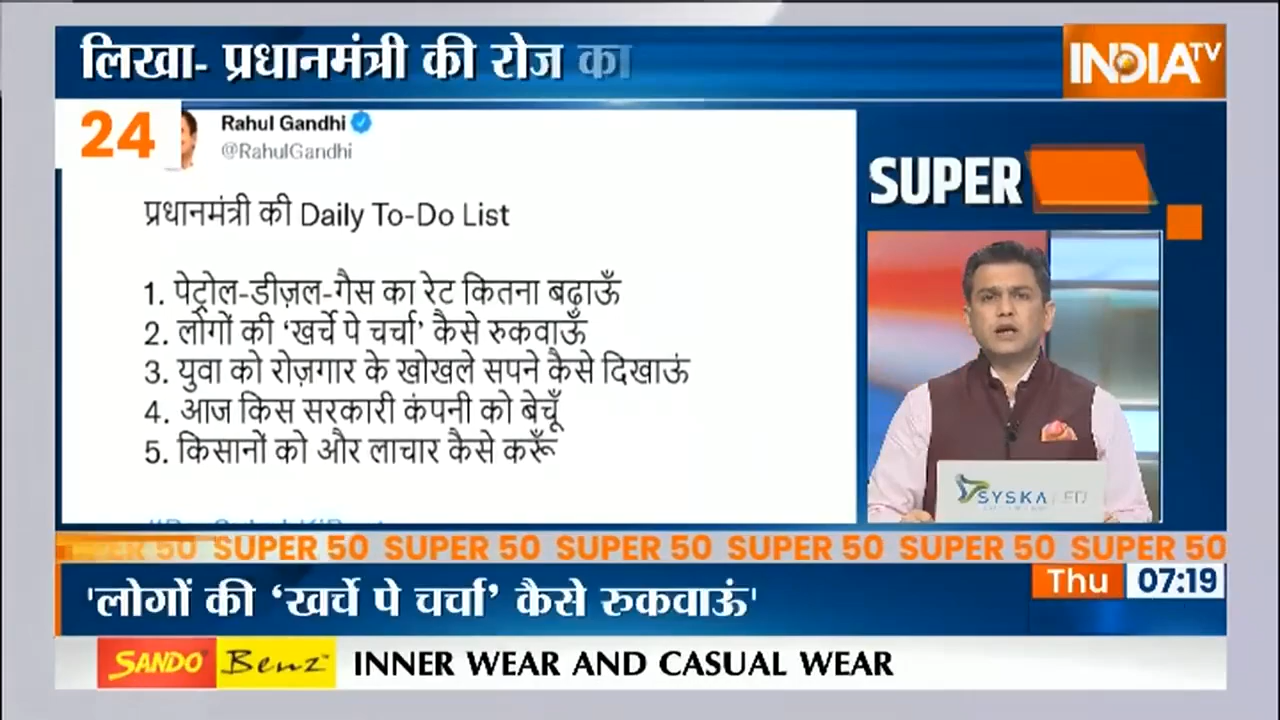 लिखा- प्रधानमंत्री की रोज का
INDIA TV
24
Rahul Gandhi
@RahulGandhi
प्रधानमंत्री की Daily To-Do List
1. पेट्रोल-डीज़ल-गैस का रेट कितना बढ़ाऊँ
2. लोगों की ‘खर्चे पे चर्चा’ कैसे रुकवाऊँ
3. युवा को रोज़गार के खोखले सपने कैसे दिखाऊं
4. आज किस सरकारी कंपनी को बेचूँ
5. किसानों को और लाचार कैसे करूँ
SUPER
SYSKA LED
50 SUPER 50 SUPER 50 SUPER 50 SUPER 50 SUPER 50 SUPER 50
'लोगों की ‘खर्चे पे चर्चा’ कैसे रुकवाऊं'
Thu 07:19
SANDO Benz INNER WEAR AND CASUAL WEAR